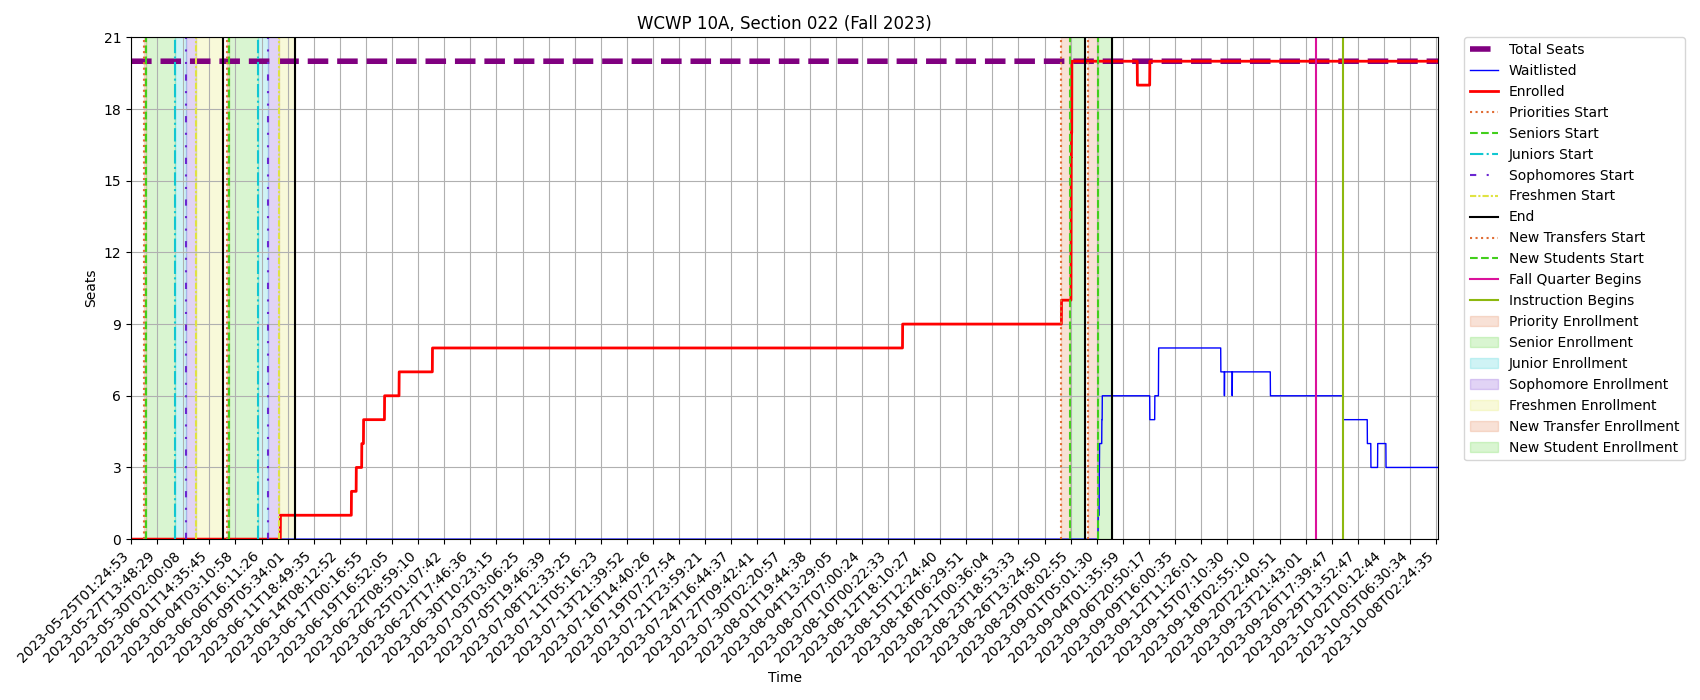 WCWP 10A, Section 022 (Fall 2023)
Seats
21
18
15
12
9
6
3
0
2023-05-25T01:24:53
2023-05-27T13:48:29
2023-05-30T02:00:08
2023-06-01T14:35:45
2023-06-04T03:10:58
2023-06-06T16:11:26
2023-06-09T05:34:01
2023-06-11T18:49:35
2023-06-14T08:12:52
2023-06-17T00:16:55
2023-06-19T16:52:05
2023-06-22T08:59:10
2023-06-25T01:07:42
2023-06-27T17:46:36
2023-06-30T10:23:15
2023-07-03T03:06:25
2023-07-05T19:46:39
2023-07-08T12:33:25
2023-07-11T05:16:23
2023-07-13T21:39:52
2023-07-16T14:40:26
2023-07-19T07:27:54
2023-07-21T23:59:21
2023-07-24T16:44:37
2023-07-27T09:42:41
2023-07-30T02:20:57
2023-08-01T19:44:38
2023-08-04T13:29:05
2023-08-07T07:00:24
2023-08-10T00:22:33
2023-08-12T18:10:27
2023-08-15T12:24:40
2023-08-18T06:29:51
2023-08-21T00:36:04
2023-08-23T18:53:33
2023-08-26T13:24:50
2023-08-29T08:02:55
2023-09-01T05:01:30
2023-09-04T01:35:59
2023-09-06T20:50:17
2023-09-09T16:00:35
2023-09-12T11:26:01
2023-09-15T07:10:30
2023-09-18T02:55:10
2023-09-20T22:40:51
2023-09-23T21:43:01
2023-09-26T17:39:47
2023-09-29T13:52:47
2023-10-02T10:12:44
2023-10-05T06:30:34
2023-10-08T02:24:35
Time
Total Seats
Waitlisted
Enrolled
Priorities Start
Seniors Start
Juniors Start
Sophomores Start
Freshmen Start
End
New Transfers Start
New Students Start
Fall Quarter Begins
Instruction Begins
Priority Enrollment
Senior Enrollment
Junior Enrollment
Sophomore Enrollment
Freshmen Enrollment
New Transfer Enrollment
New Student Enrollment